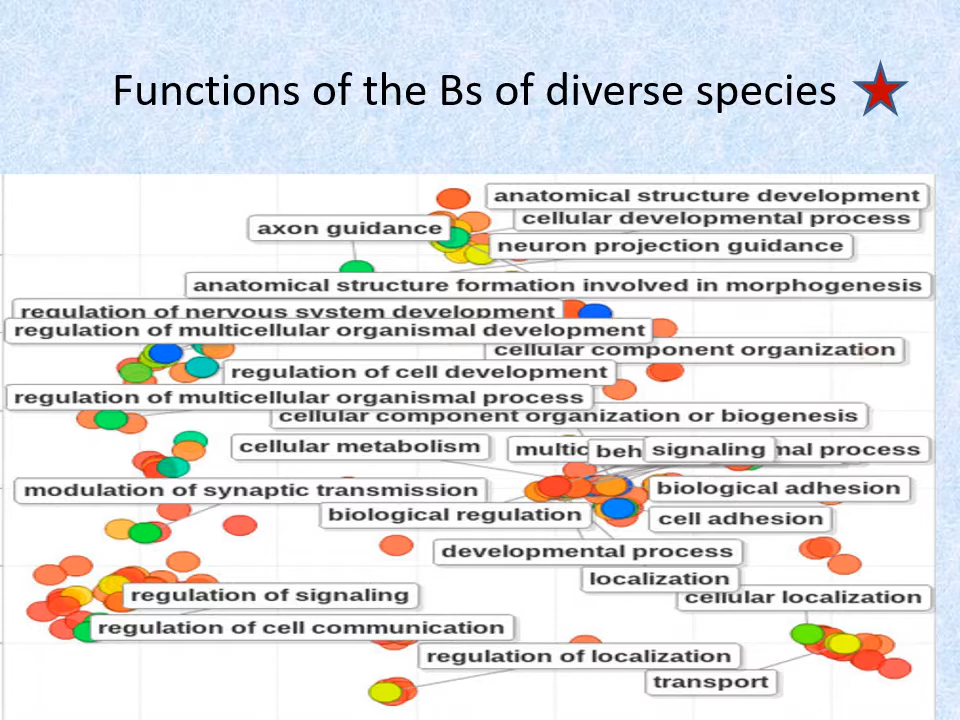 Functions of the Bs of diverse species
anatomical structure development
cellular developmental process
axon guidance
neuron projection guidance
anatomical structure formation involved in morphogenesis
regulation of nervous system development
regulation of multicellular organismal development
cellular component organization
regulation of cell development
regulation of multicellular organismal process
cellular component organization or biogenesis
cellular metabolism
multic
beh
signaling
mal process
modulation of synaptic transmission
biological adhesion
biological regulation
cell adhesion
developmental process
localization
regulation of signaling
cellular localization
regulation of cell communication
regulation of localization
transport